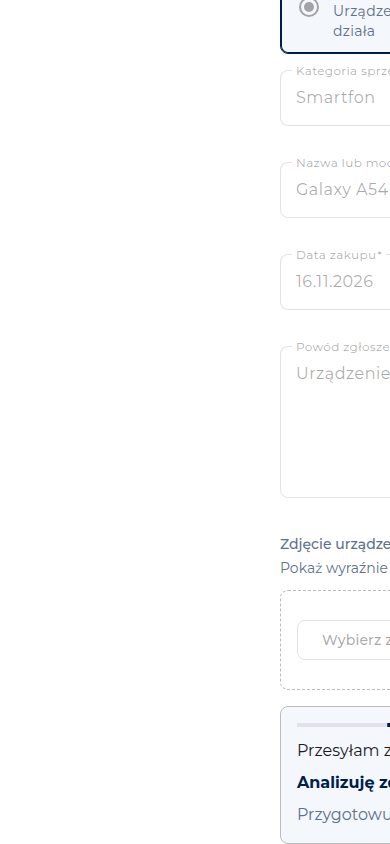 Urządze
działa
Kategoria sprzę
Smartfon
Nazwa lub mod
Galaxy A54
Data zakupu*
16.11.2026
Powód zgłosze
Urządzenie
Zdjęcie urządze
Pokaż wyraźnie
Wybierz z
Przesyłam z
Analizuję z
Przygotowu